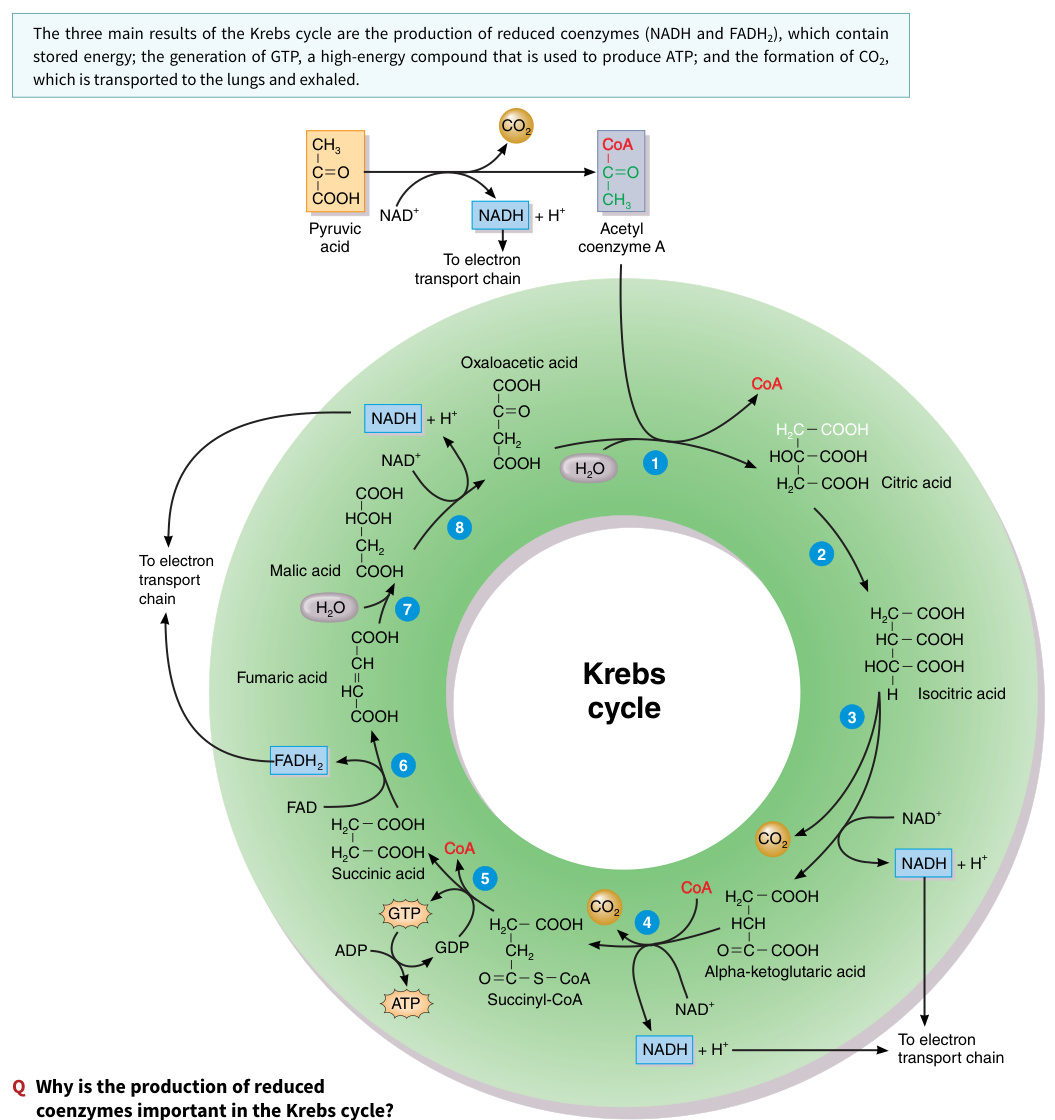 The three main results of the Krebs cycle are the production of reduced coenzymes (NADH and FADH₂), which contain
stored energy; the generation of GTP, a high-energy compound that is used to produce ATP; and the formation of CO₂,
which is transported to the lungs and exhaled.
CO₂
CH₃
C=O
COOH
Pyruvic
acid
NAD⁺
NADH + H⁺
To electron
transport chain
CoA
C=O
CH₃
Acetyl
coenzyme A
Oxaloacetic acid
COOH
C=O
CH₂
COOH
H₂O
1
CoA
H₂C — COOH
HOC — COOH
H₂C — COOH
Citric acid
2
H₂C — COOH
HC — COOH
HOC — COOH
H
Isocitric acid
3
CO₂
NAD⁺
NADH + H⁺
To electron
transport chain
H₂C — COOH
HCH
O=C — COOH
Alpha-ketoglutaric acid
CoA
4
CO₂
NAD⁺
NADH + H⁺
H₂C — COOH
CH₂
O=C — S — CoA
Succinyl-CoA
5
CoA
GTP
GDP
ADP
ATP
H₂C — COOH
H₂C — COOH
Succinic acid
6
FAD
FADH₂
COOH
CH
HC
COOH
Fumaric acid
7
H₂O
COOH
HCOH
CH₂
COOH
Malic acid
8
NAD⁺
NADH + H⁺
To electron
transport
chain
Krebs
cycle
Q Why is the production of reduced
coenzymes important in the Krebs cycle?